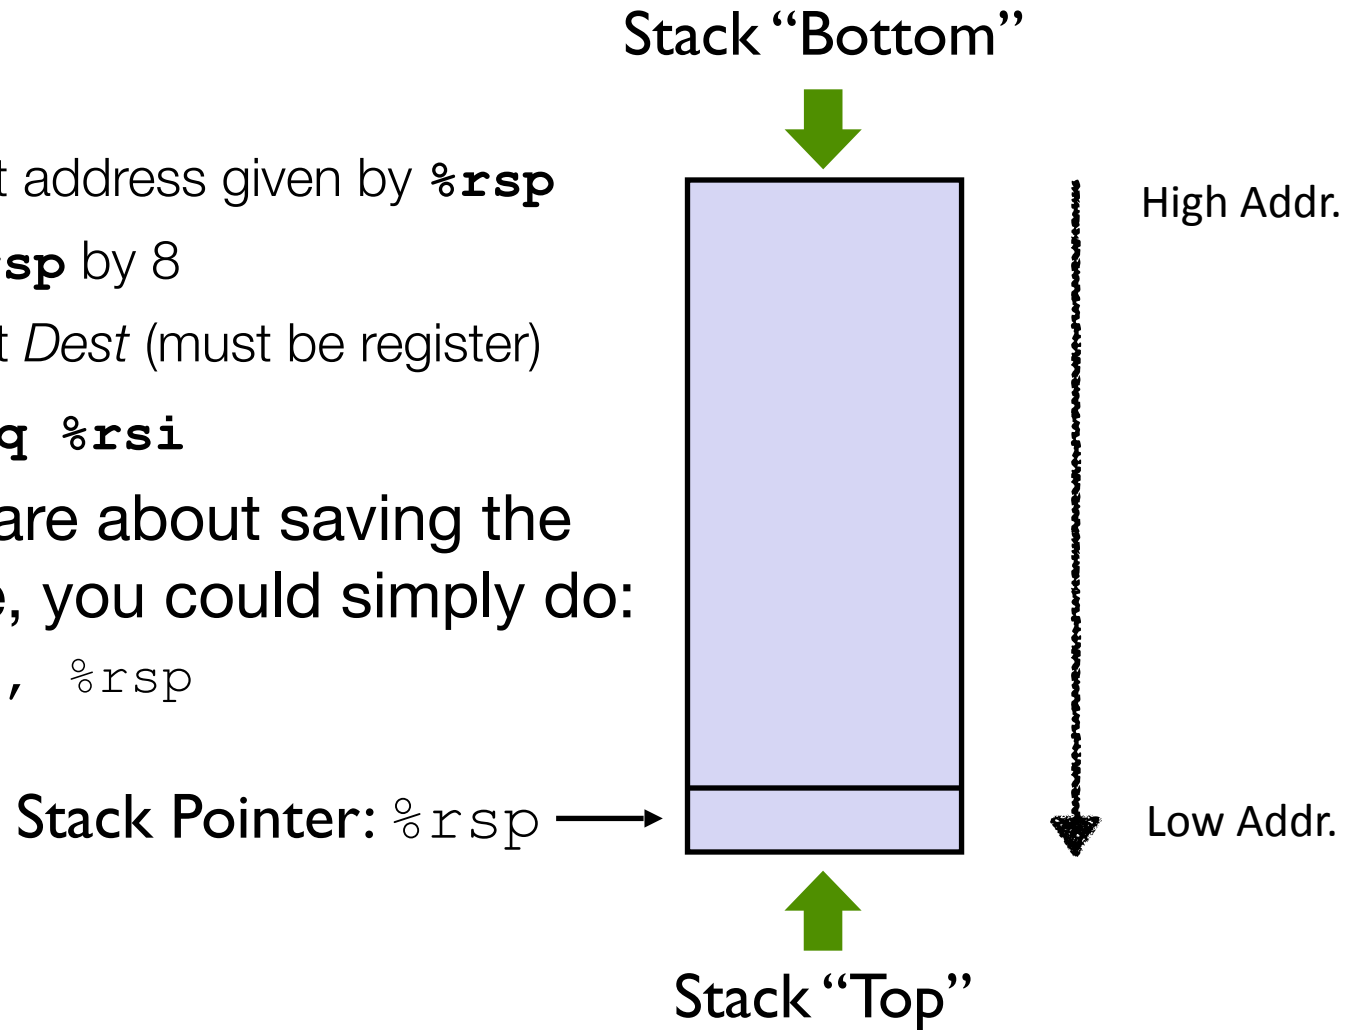 Stack “Bottom”
t address given by %rsp
High Addr.
sp by 8
t Dest (must be register)
q %rsi
are about saving the
e, you could simply do:
, %rsp
Stack Pointer: %rsp
Low Addr.
Stack “Top”